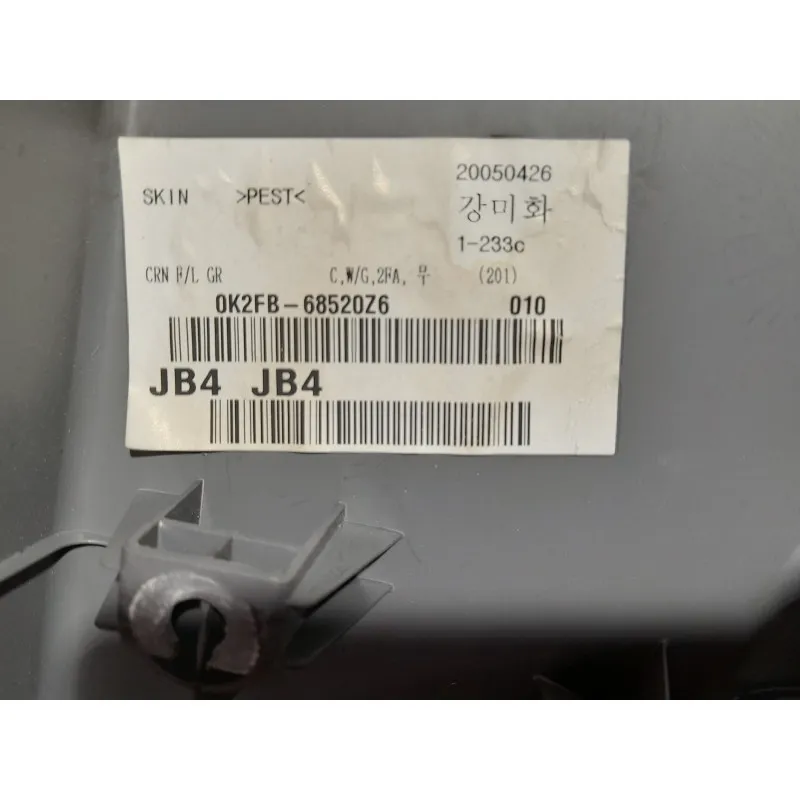 20050426
SKIN >PEST< 강미화
1-233c
CRN F/L GR C,W/G,2FA, 무 (201)
0K2FB-68520Z6 010
JB4 JB4